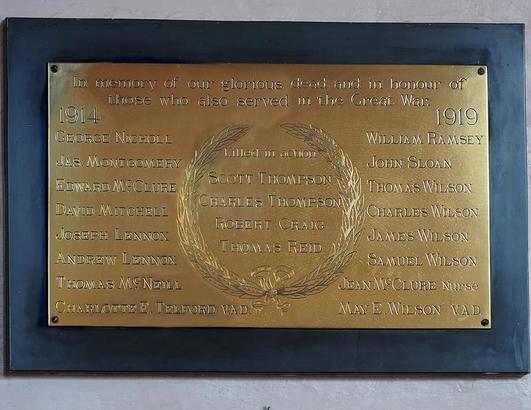 In memory of our glorious dead and in honour of
those who also served in the Great War.
1914 1919
George Nicholl
Jas Montgomery
Edward McClure
David Mitchell
Joseph Lennox
Andrew Lennox
Thomas McNeill
Charlotte E. Telford VAD
Killed in action
Scott Thompson
Charles Thompson
Robert Craig
Thomas Reid
William Ramsey
John Sloan
Thomas Wilson
Charles Wilson
James Wilson
Samuel Wilson
Jean McClure Nurse
May E. Wilson V.A.D.